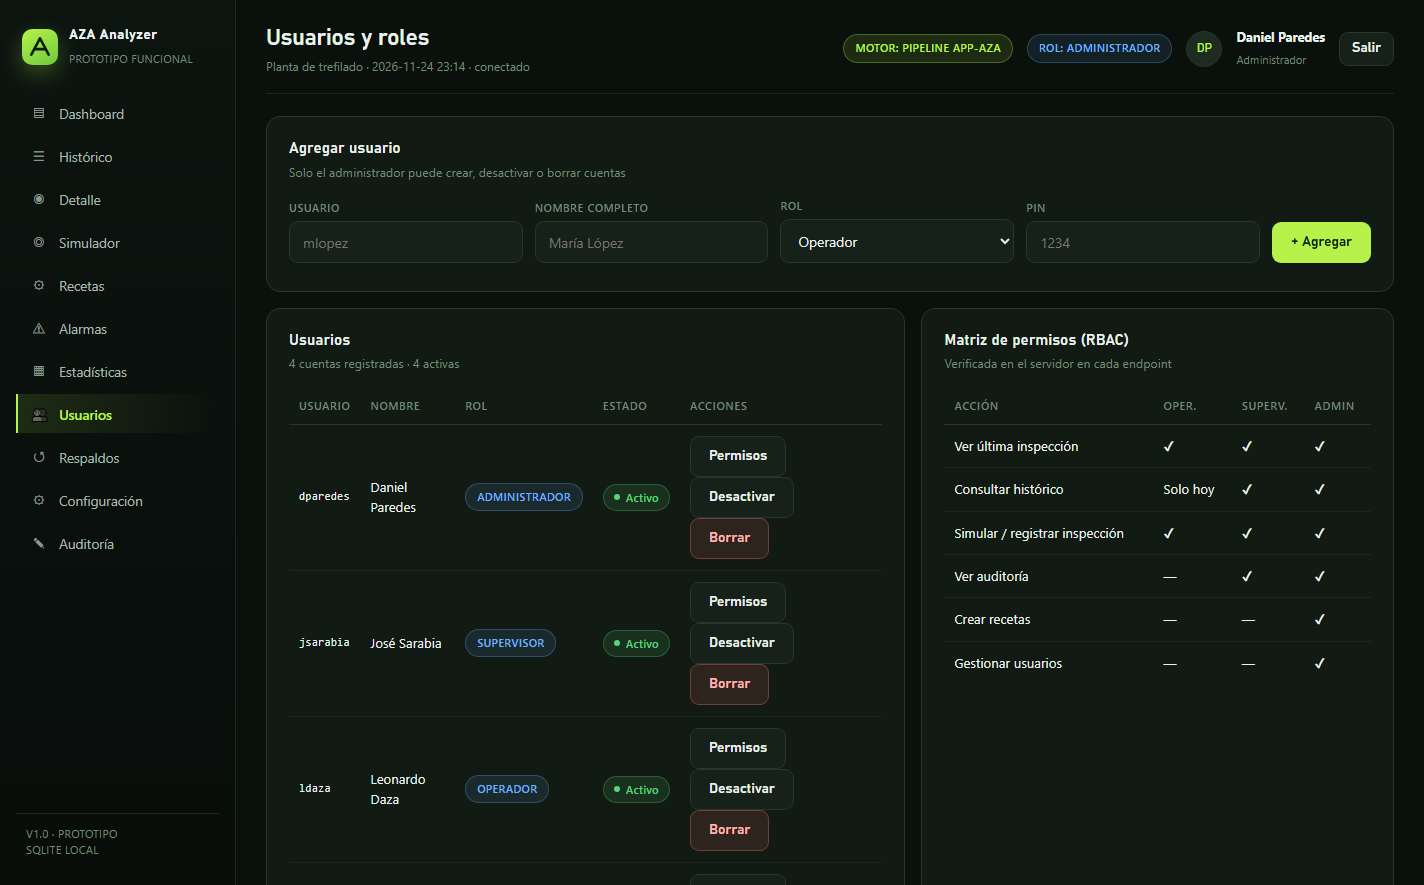 AZA Analyzer
PROTOTIPO FUNCIONAL
Dashboard
Histórico
Detalle
Simulador
Recetas
Alarmas
Estadísticas
Usuarios
Respaldos
Configuración
Auditoría
V1.0 · PROTOTIPO
SQLITE LOCAL
Usuarios y roles
Planta de trefilado · 2026-11-24 23:14 · conectado
MOTOR: PIPELINE APP-AZA
ROL: ADMINISTRADOR
DP
Daniel Paredes
Administrador
Salir
Agregar usuario
Solo el administrador puede crear, desactivar o borrar cuentas
USUARIO NOMBRE COMPLETO ROL PIN
mlopez María López Operador 1234 + Agregar
Usuarios
4 cuentas registradas · 4 activas
USUARIO NOMBRE ROL ESTADO ACCIONES
dparedes Daniel Paredes ADMINISTRADOR Activo
Permisos
Desactivar
Borrar
jsarabia José Sarabia SUPERVISOR Activo
Permisos
Desactivar
Borrar
ldaza Leonardo Daza OPERADOR Activo
Permisos
Desactivar
Borrar
Matriz de permisos (RBAC)
Verificada en el servidor en cada endpoint
ACCIÓN OPER. SUPERV. ADMIN
Ver última inspección ✓ ✓ ✓
Consultar histórico Solo hoy ✓ ✓
Simular / registrar inspección ✓ ✓ ✓
Ver auditoría — ✓ ✓
Crear recetas — — ✓
Gestionar usuarios — — ✓